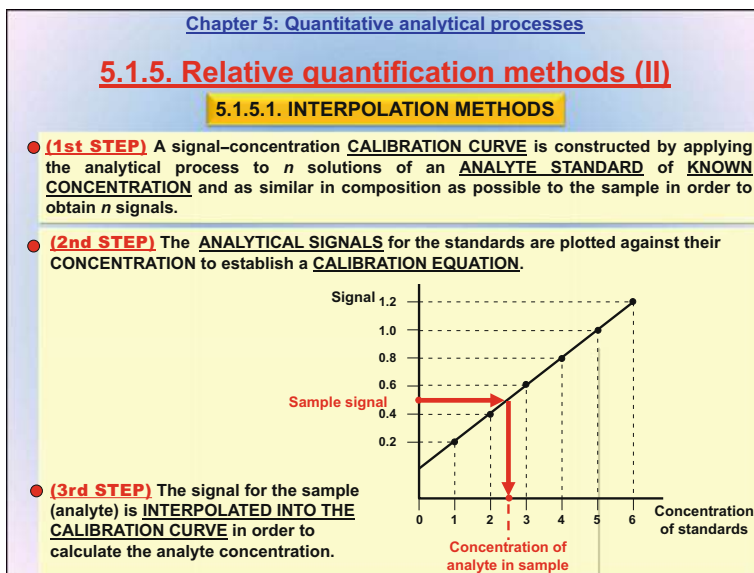 Chapter 5: Quantitative analytical processes
5.1.5. Relative quantification methods (II)
5.1.5.1. INTERPOLATION METHODS
(1st STEP) A signal–concentration CALIBRATION CURVE is constructed by applying
the analytical process to n solutions of an ANALYTE STANDARD of KNOWN
CONCENTRATION and as similar in composition as possible to the sample in order to
obtain n signals.
(2nd STEP) The ANALYTICAL SIGNALS for the standards are plotted against their
CONCENTRATION to establish a CALIBRATION EQUATION.
Signal
1.2
1.0
0.8
0.6
Sample signal
0.4
0.2
(3rd STEP) The signal for the sample
(analyte) is INTERPOLATED INTO THE
CALIBRATION CURVE in order to
calculate the analyte concentration.
0 1 2 3 4 5 6
Concentration
of standards
Concentration of
analyte in sample